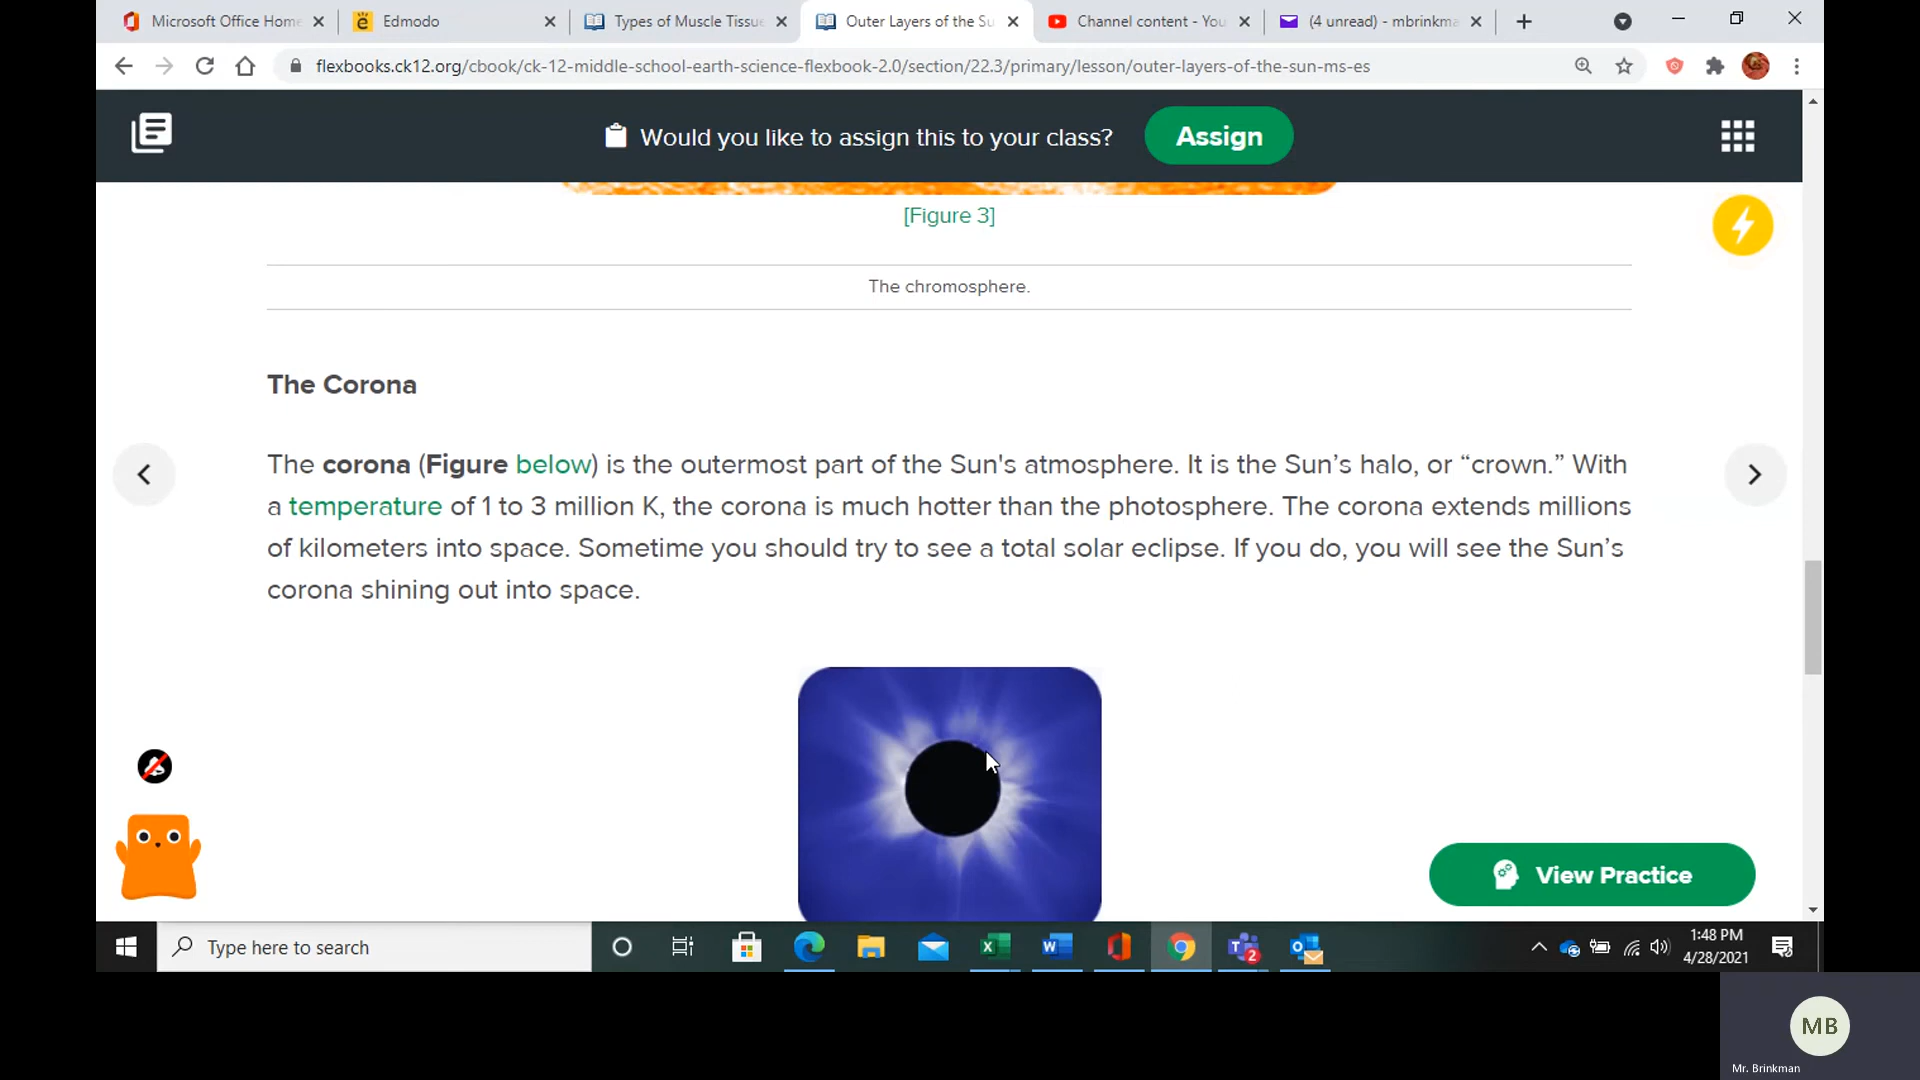 Microsoft Office Home
Edmodo
Types of Muscle Tissue
Outer Layers of the Su
Channel content - You
(4 unread) - mbrinkma
flexbooks.ck12.org/cbook/ck-12-middle-school-earth-science-flexbook-2.0/section/22.3/primary/lesson/outer-layers-of-the-sun-ms-es
Would you like to assign this to your class?
Assign
[Figure 3]
The chromosphere.
The Corona
The corona (Figure below) is the outermost part of the Sun's atmosphere. It is the Sun’s halo, or “crown.” With
a temperature of 1 to 3 million K, the corona is much hotter than the photosphere. The corona extends millions
of kilometers into space. Sometime you should try to see a total solar eclipse. If you do, you will see the Sun’s
corona shining out into space.
View Practice
Type here to search
2
1:48 PM
4/28/2021
MB
Mr. Brinkman